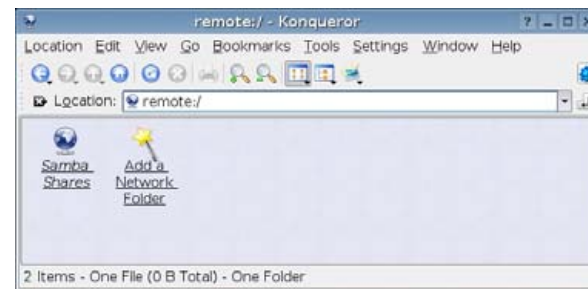 remote:/ - Konqueror
Location Edit View Go Bookmarks Tools Settings Window Help
Location: remote:/
Samba Shares
Add a Network Folder
2 Items - One File (0 B Total) - One Folder